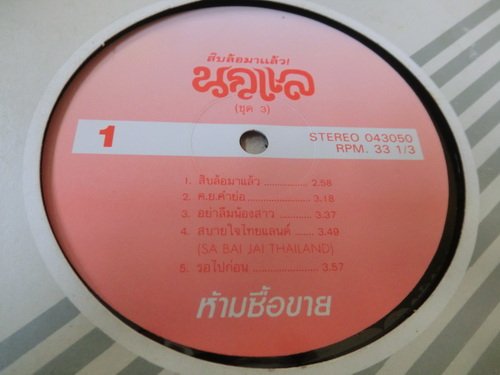 สิบล้อมาแล้ว!
นกแล
(ชุด 3)
1
STEREO 043050
RPM. 33 1/3
1. สิบล้อมาแล้ว ............... 2.58
2. ค.ย.คำย่อ ................... 3.18
3. อย่าลืมน้องสาว ........... 3.37
4. สบายใจไทยแลนด์ ...... 3.49
(SA BAI JAI THAILAND)
5. รอไปก่อน ...................... 3.57
ห้ามซื้อขาย